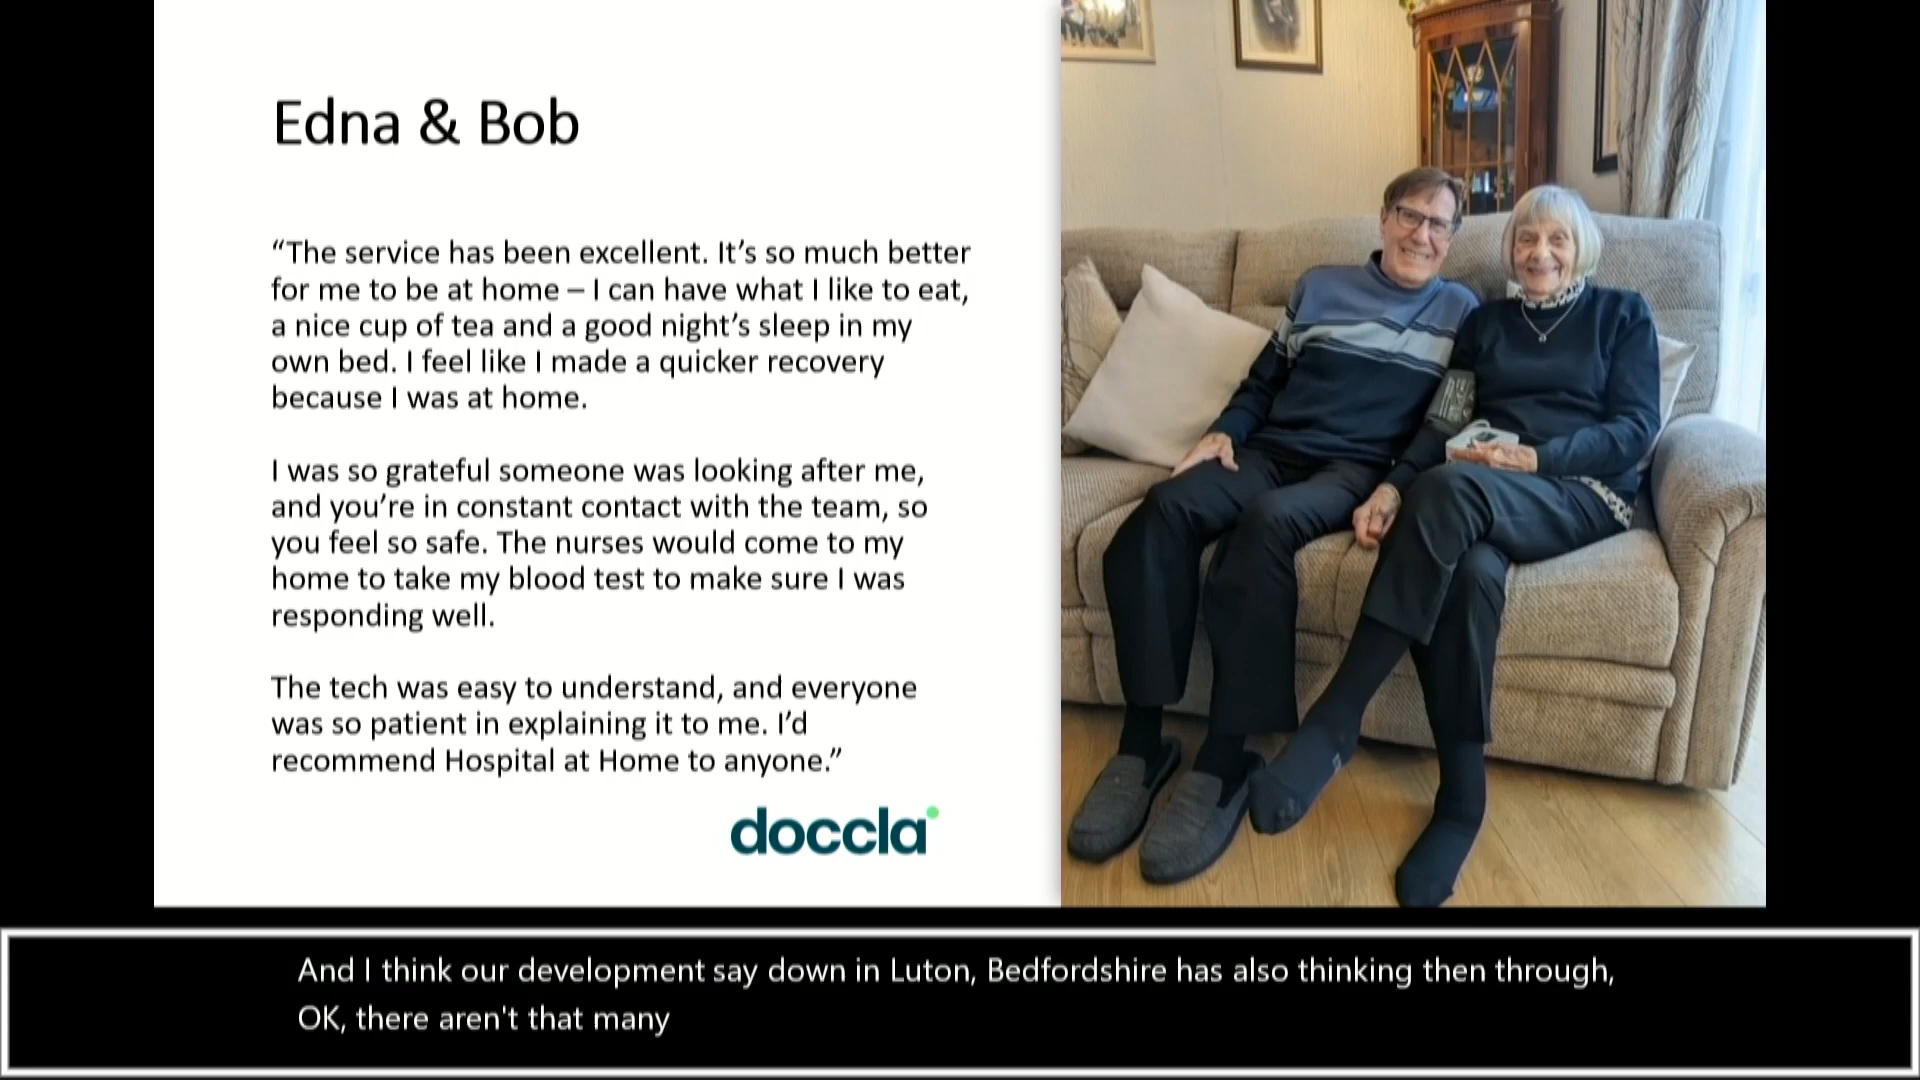 Edna & Bob
“The service has been excellent. It’s so much better
for me to be at home – I can have what I like to eat,
a nice cup of tea and a good night’s sleep in my
own bed. I feel like I made a quicker recovery
because I was at home.
I was so grateful someone was looking after me,
and you’re in constant contact with the team, so
you feel so safe. The nurses would come to my
home to take my blood test to make sure I was
responding well.
The tech was easy to understand, and everyone
was so patient in explaining it to me. I’d
recommend Hospital at Home to anyone.”
doccla
And I think our development say down in Luton, Bedfordshire has also thinking then through,
OK, there aren't that many